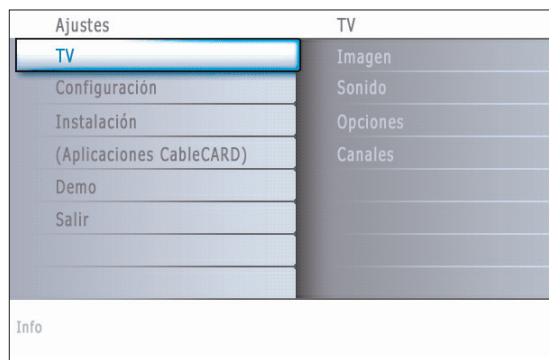 Ajustes
TV
Configuración
Instalación
(Aplicaciones CableCARD)
Demo
Salir
TV
Imagen
Sonido
Opciones
Canales
Info